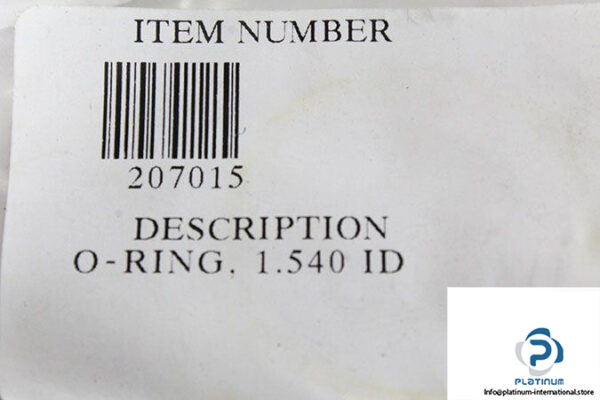 ITEM NUMBER
207015
DESCRIPTION
O-RING, 1.540 ID
PLATINUM
Info@platinum-international.store